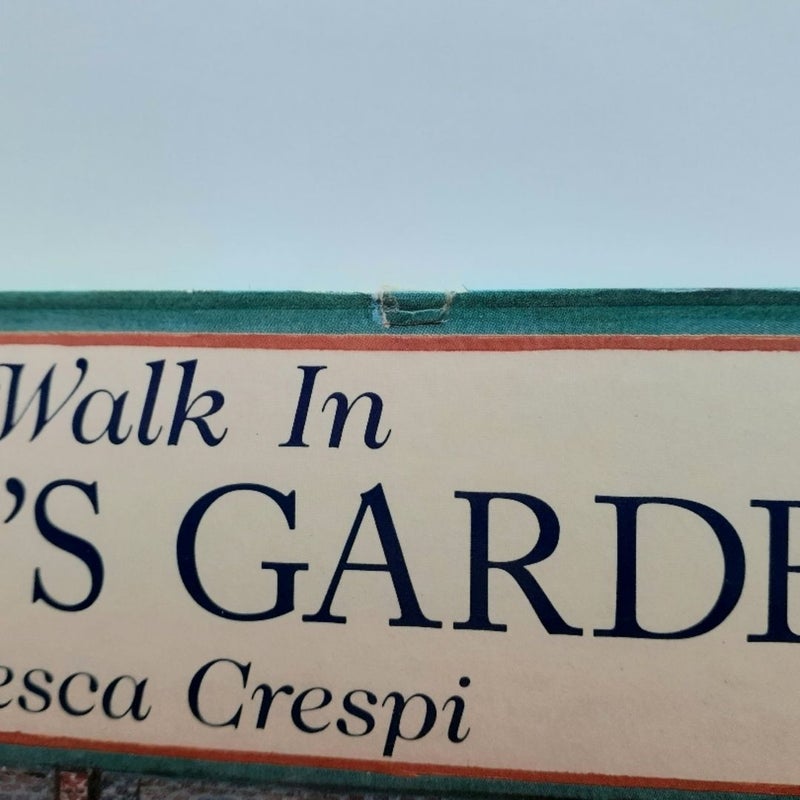 Walk In
'S GARDE
esca Crespi